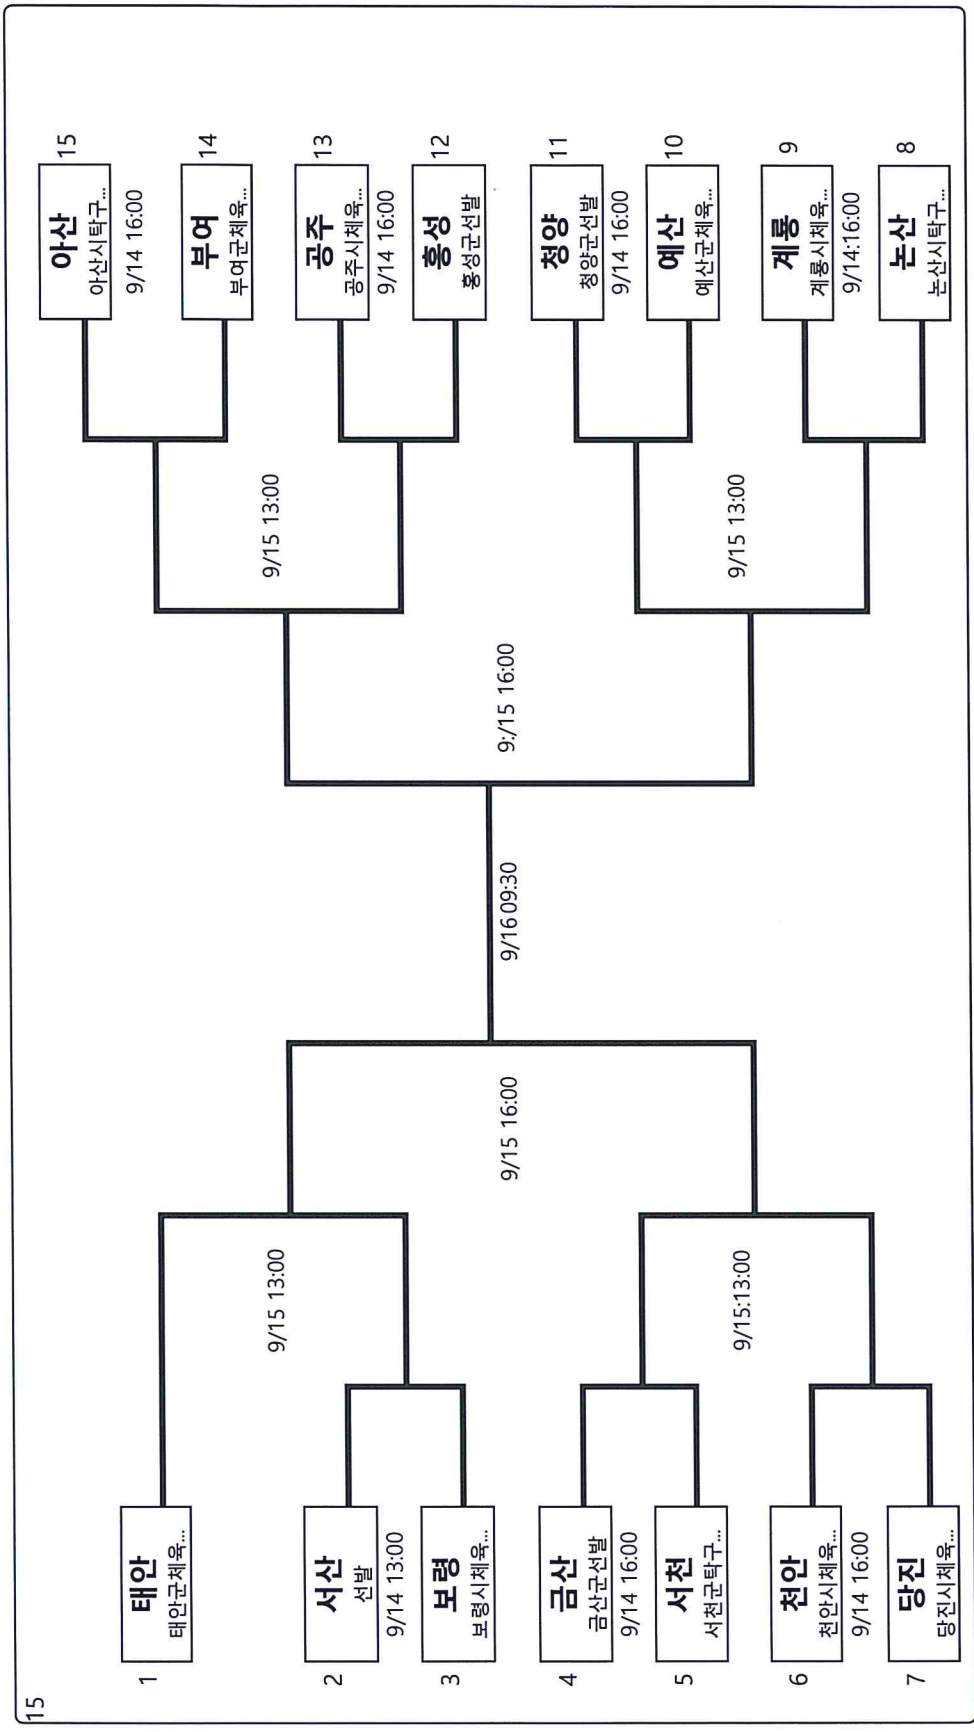 15
1
태안
태안군체육...
2
서산
선발
9/14 13:00
3
보령
보령시체육...
4
금산
금산군선발
9/14 16:00
5
서천
서천군탁구...
6
천안
천안시체육...
9/14 16:00
7
당진
당진시체육...
9/15 13:00
9/15:13:00
9/15 16:00
9/16 09:30
9:/15 16:00
9/15 13:00
9/15 13:00
아산
아산시탁구...
15
9/14 16:00
부여
부여군체육...
14
공주
공주시체육...
13
9/14 16:00
홍성
홍성군선발
12
청양
청양군선발
11
9/14 16:00
예산
예산군체육...
10
계룡
계룡시체육...
9
9/14:16:00
논산
논산시탁구...
8